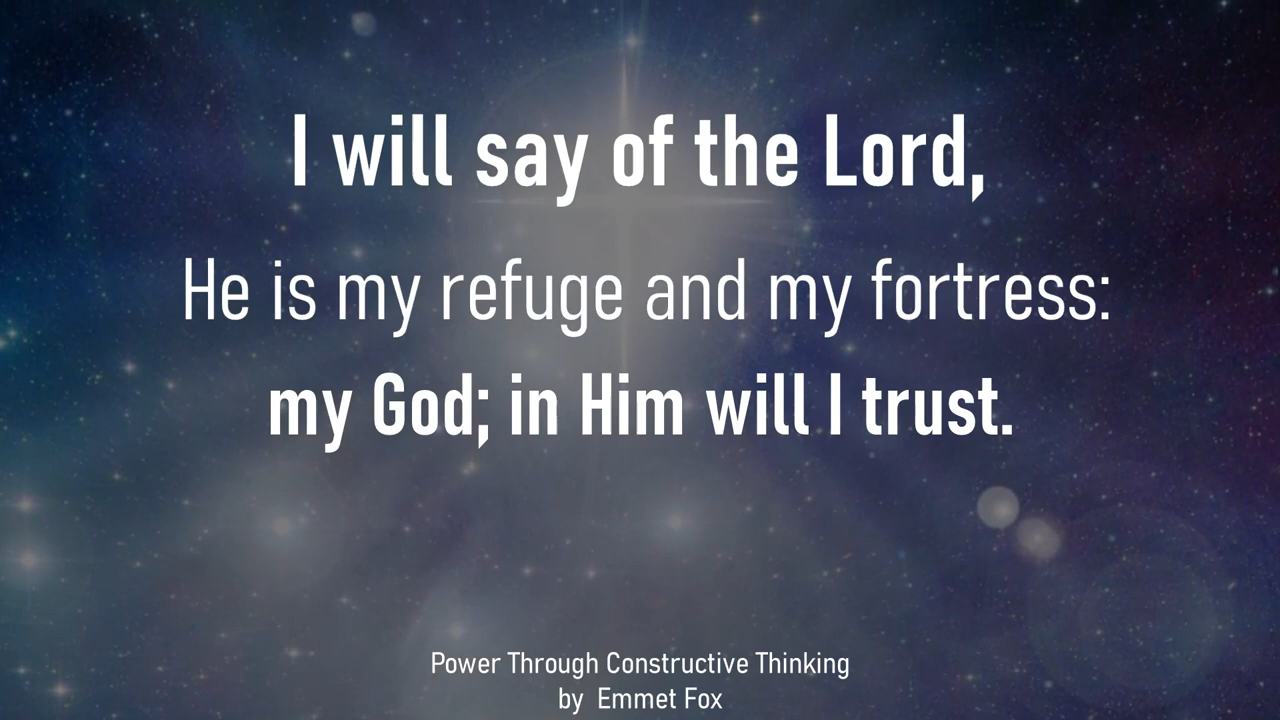 I will say of the Lord,
He is my refuge and my fortress:
my God; in Him will I trust.
Power Through Constructive Thinking
by Emmet Fox